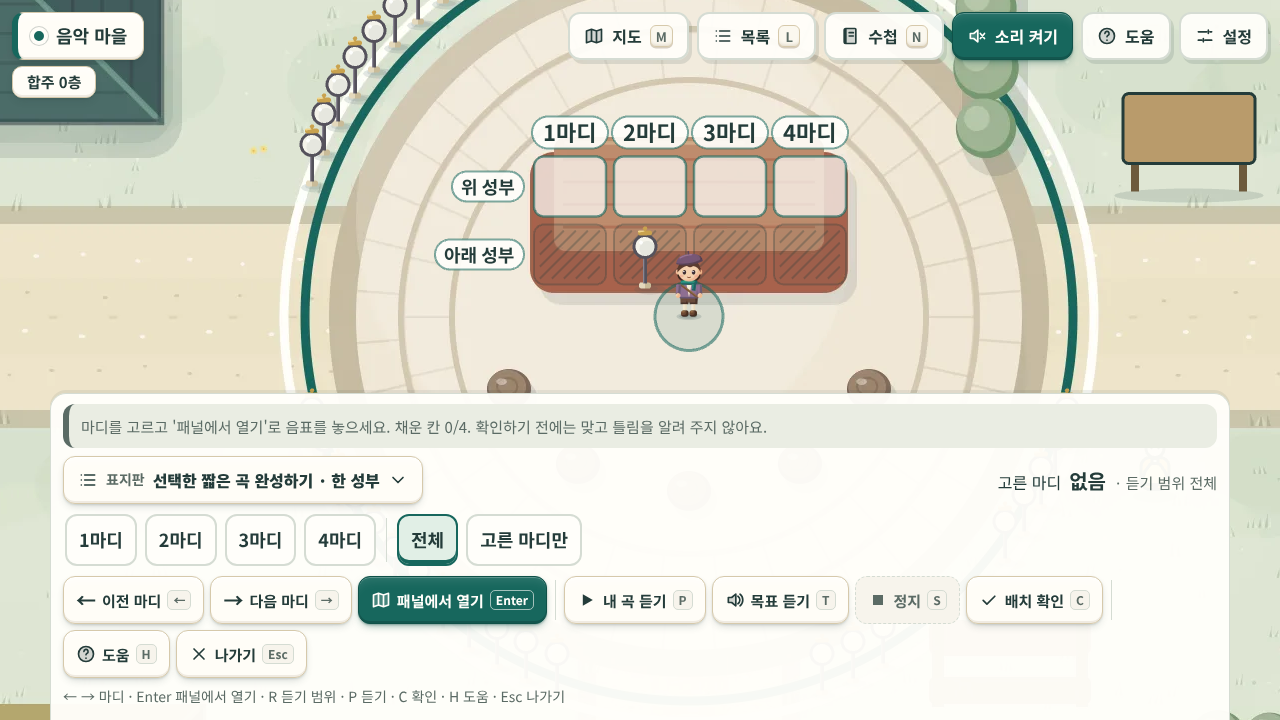 음악 마을
지도 M
목록 L
수첩 N
소리 켜기
도움
설정
합주 0층
1마디 2마디 3마디 4마디
위 성부
아래 성부
마디를 고르고 '패널에서 열기'로 음표를 놓으세요. 채운 칸 0/4. 확인하기 전에는 맞고 틀림을 알려 주지 않아요.
표지판 선택한 짧은 곡 완성하기 · 한 성부
고른 마디 없음 · 듣기 범위 전체
1마디 2마디 3마디 4마디 전체 고른 마디만
← 이전 마디 ← → 다음 마디 → 패널에서 열기 Enter 내 곡 듣기 P 목표 듣기 T 정지 S 배치 확인 C
도움 H 나가기 Esc
← → 마디 · Enter 패널에서 열기 · R 듣기 범위 · P 듣기 · C 확인 · H 도움 · Esc 나가기